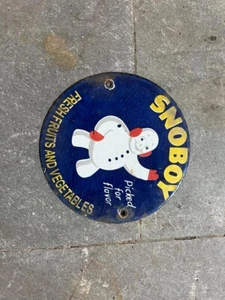 SNOBOY
Picked
for
flavor
FRESH FRUITS AND VEGETABLES